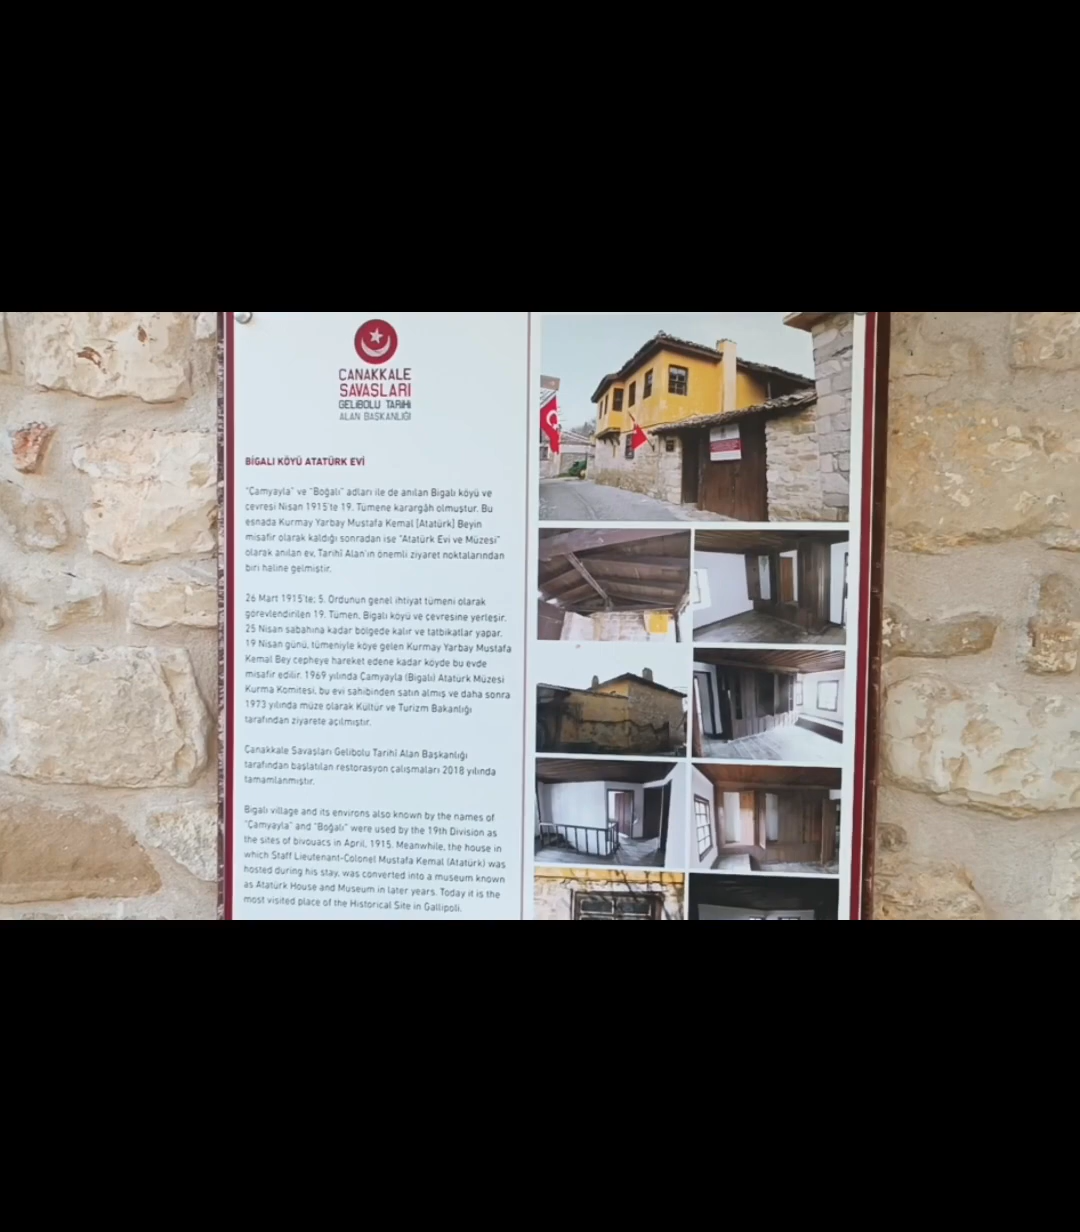 ÇANAKKALE
SAVAŞLARI
GELİBOLU TARİHİ
ALAN BAŞKANLIĞI
BİGALI KÖYÜ ATATÜRK EVİ
"Çamyayla" ve "Boğalı" adları ile de anılan Bigalı köyü ve
çevresi Nisan 1915'te 19. Tümene karargâh olmuştur. Bu
esnada Kurmay Yarbay Mustafa Kemal [Atatürk] Beyin
misafir olarak kaldığı sonradan ise "Atatürk Evi ve Müzesi"
olarak anılan ev, Tarihî Alan'ın önemli ziyaret noktalarından
biri haline gelmiştir.
26 Mart 1915'te; 5. Ordunun genel ihtiyat tümeni olarak
görevlendirilen 19. Tümen, Bigalı köyü ve çevresine yerleşir.
25 Nisan sabahına kadar bölgede kalır ve tatbikatlar yapar.
19 Nisan günü, tümeniyle köye gelen Kurmay Yarbay Mustafa
Kemal Bey cepheye hareket edene kadar köyde bu evde
misafir edilir. 1969 yılında Çamyayla (Bigalı) Atatürk Müzesi
Kurma Komitesi, bu evi sahibinden satın almış ve daha sonra
1973 yılında müze olarak Kültür ve Turizm Bakanlığı
tarafından ziyarete açılmıştır.
Çanakkale Savaşları Gelibolu Tarihî Alan Başkanlığı
tarafından başlatılan restorasyon çalışmaları 2018 yılında
tamamlanmıştır.
Bigalı village and its environs also known by the names of
"Çamyayla" and "Boğalı" were used by the 19th Division as
the sites of bivouacs in April, 1915. Meanwhile, the house in
which Staff Lieutenant-Colonel Mustafa Kemal (Atatürk) was
hosted during his stay, was converted into a museum known
as Atatürk House and Museum in later years. Today it is the
most visited place of the Historical Site in Gallipoli.